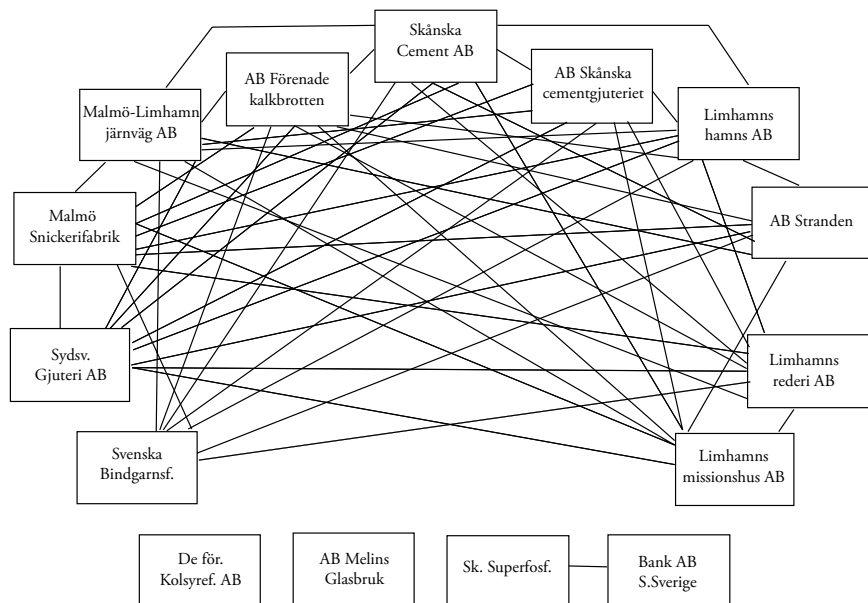 Skånska
Cement AB
AB Förenade
kalkbrotten
AB Skånska
cementgjuteriet
Malmö-Limhamn
järnväg AB
Limhamns
hamns AB
Malmö
Snickerifabrik
AB Stranden
Sydsv.
Gjuteri AB
Limhamns
rederi AB
Svenska
Bindgarnsf.
Limhamns
missionshus AB
De för.
Kolsyref. AB
AB Melins
Glasbruk
Sk. Superfosf.
Bank AB
S.Sverige